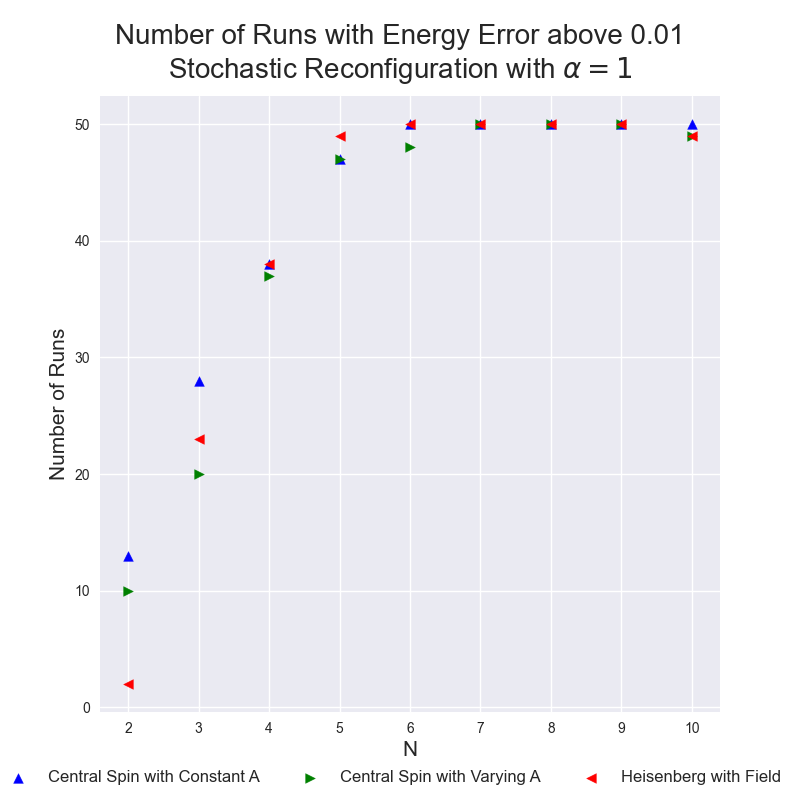 Number of Runs with Energy Error above 0.01
Stochastic Reconfiguration with α = 1
50
40
30
20
10
0
Number of Runs
2 3 4 5 6 7 8 9 10
N
Central Spin with Constant A Central Spin with Varying A Heisenberg with Field